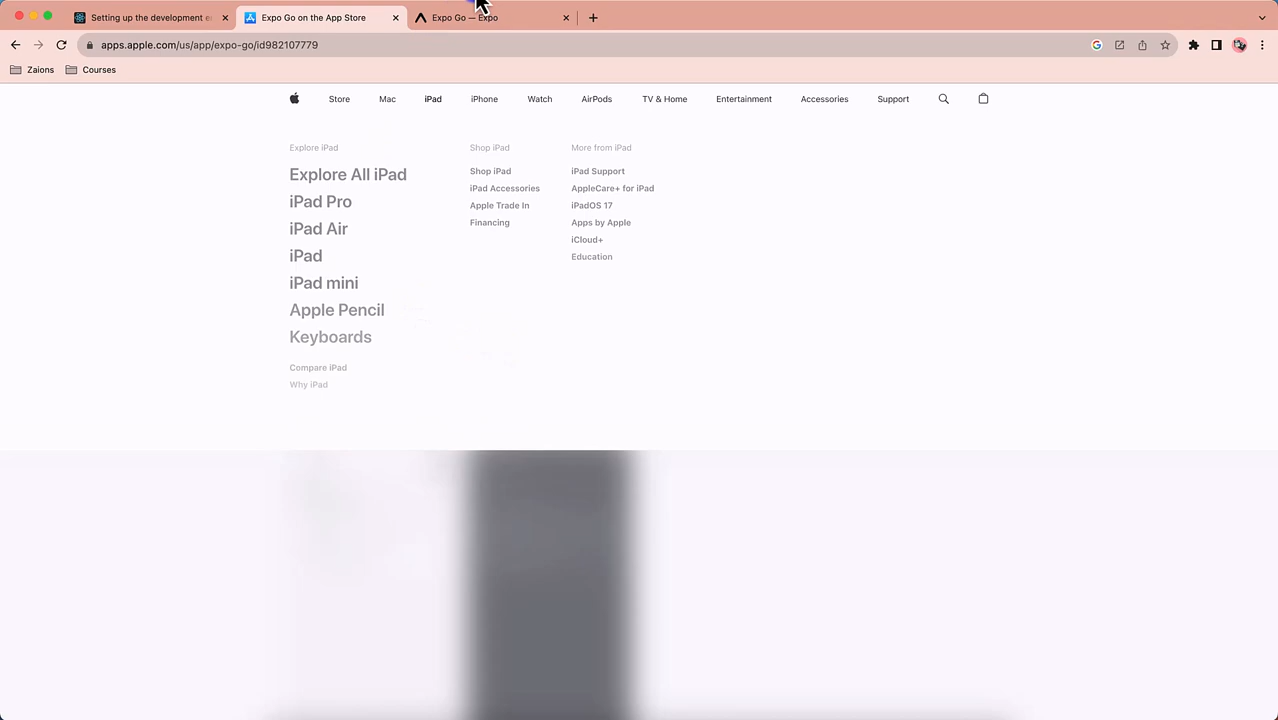 Setting up the development e
Expo Go on the App Store
Expo Go — Expo
apps.apple.com/us/app/expo-go/id982107779
Zaions
Courses
Store
Mac
iPad
iPhone
Watch
AirPods
TV & Home
Entertainment
Accessories
Support
Explore iPad
Explore All iPad
iPad Pro
iPad Air
iPad
iPad mini
Apple Pencil
Keyboards
Compare iPad
Why iPad
Shop iPad
Shop iPad
iPad Accessories
Apple Trade In
Financing
More from iPad
iPad Support
AppleCare+ for iPad
iPadOS 17
Apps by Apple
iCloud+
Education